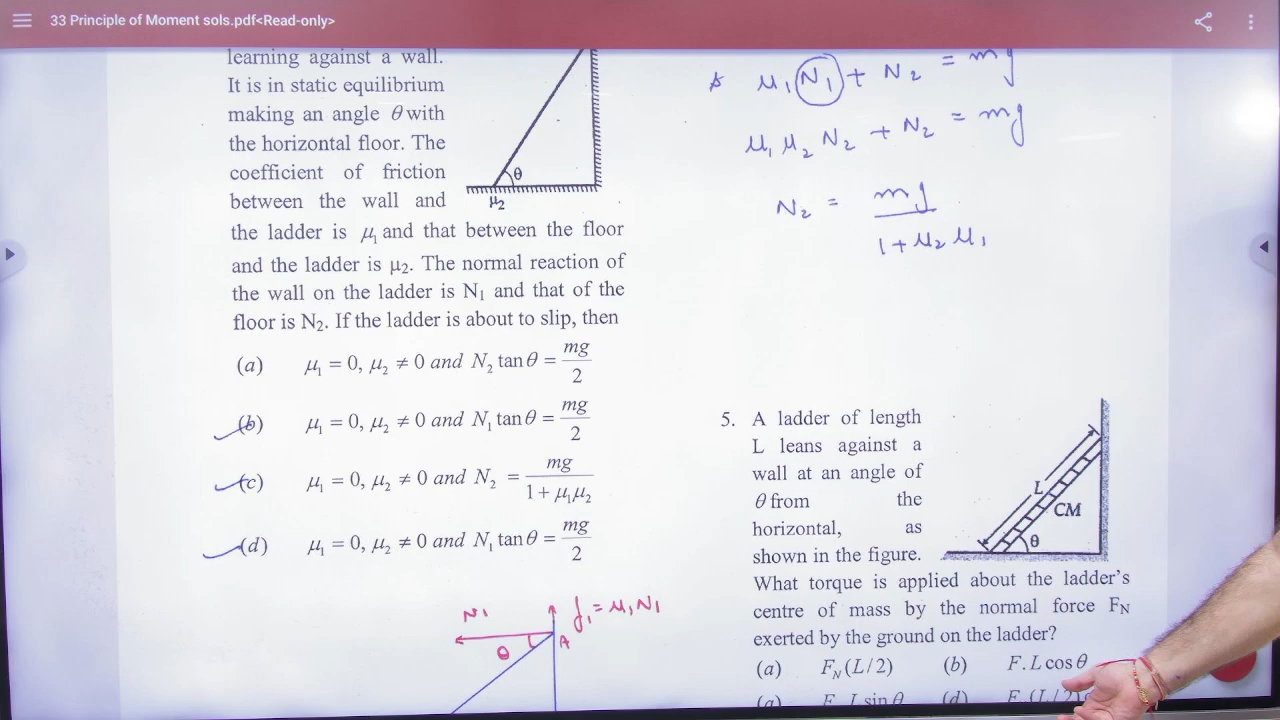 33 Principle of Moment sols.pdf<Read-only>
learning against a wall.
It is in static equilibrium
making an angle θ with
the horizontal floor. The
coefficient of friction
between the wall and
the ladder is μ₁ and that between the floor
and the ladder is μ₂. The normal reaction of
the wall on the ladder is N₁ and that of the
floor is N₂. If the ladder is about to slip, then
(a) μ₁ = 0, μ₂ ≠ 0 and N₂ tan θ = mg/2
(b) μ₁ = 0, μ₂ ≠ 0 and N₁ tan θ = mg/2
(c) μ₁ = 0, μ₂ ≠ 0 and N₂ = mg/(1 + μ₁μ₂)
(d) μ₁ = 0, μ₂ ≠ 0 and N₁ tan θ = mg/2
θ
μ₂
N₁
f₁ = μ₁N₁
θ
A
μ₁ N₁ + N₂ = mg
μ₁ μ₂ N₂ + N₂ = mg
N₂ = mg/(1 + μ₂ μ₁)
5. A ladder of length
L leans against a
wall at an angle of
θ from the
horizontal, as
shown in the figure.
What torque is applied about the ladder's
centre of mass by the normal force F_N
exerted by the ground on the ladder?
L
CM
θ
(a) F_N (L/2) (b) F. L cos θ
F L sin θ (d) F (L/2)